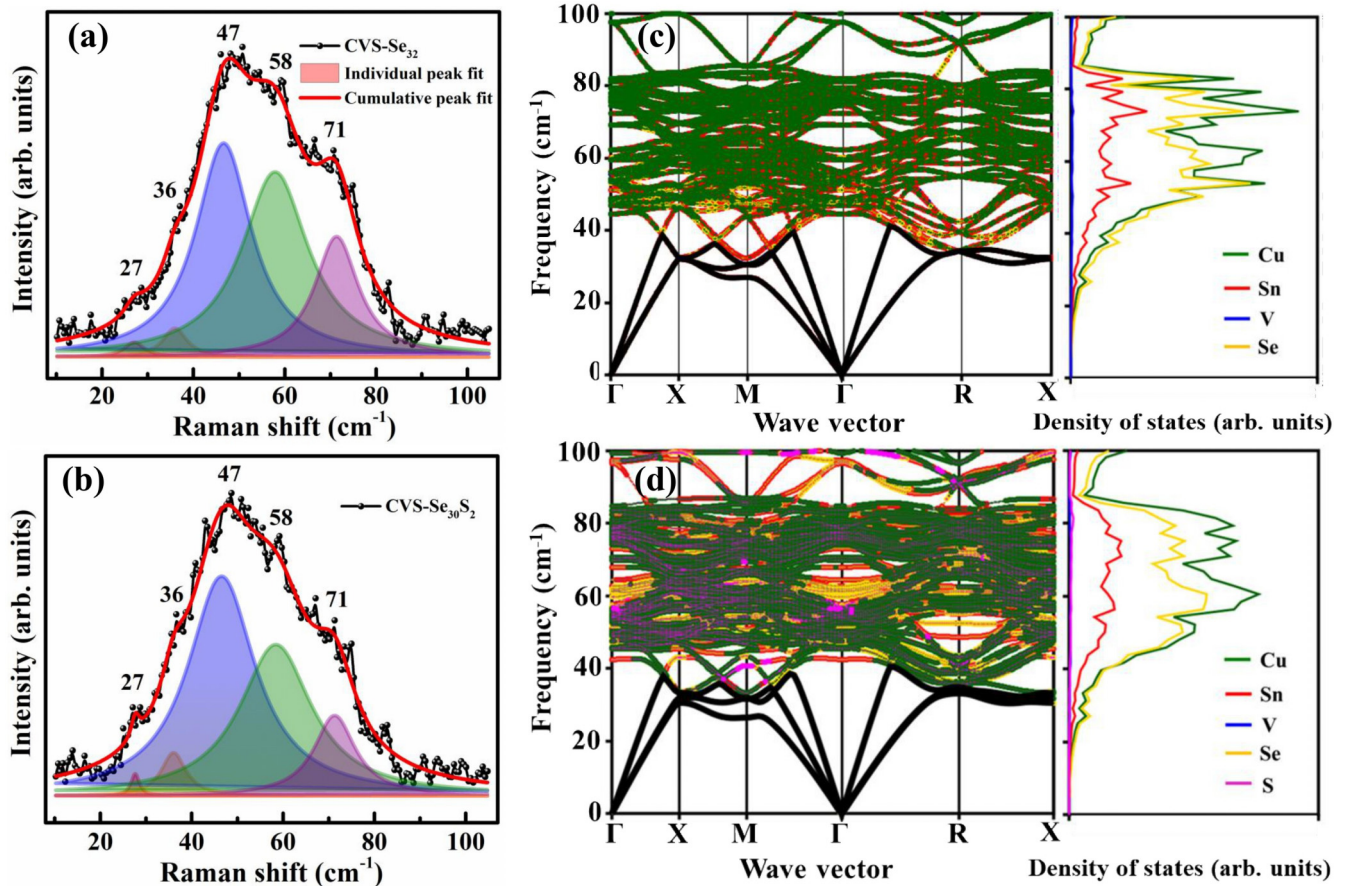 (a)
47
58
71
36
27
CVS-Se32
Individual peak fit
Cumulative peak fit
Intensity (arb. units)
20 40 60 80 100
Raman shift (cm-1)
(b)
47
58
71
36
27
CVS-Se30S2
Intensity (arb. units)
20 40 60 80 100
Raman shift (cm-1)
(c)
100
80
60
40
20
0
Frequency (cm-1)
Γ X M Γ R X
Wave vector
Cu
Sn
V
Se
Density of states (arb. units)
(d)
100
80
60
40
20
0
Frequency (cm-1)
Γ X M Γ R X
Wave vector
Cu
Sn
V
Se
S
Density of states (arb. units)